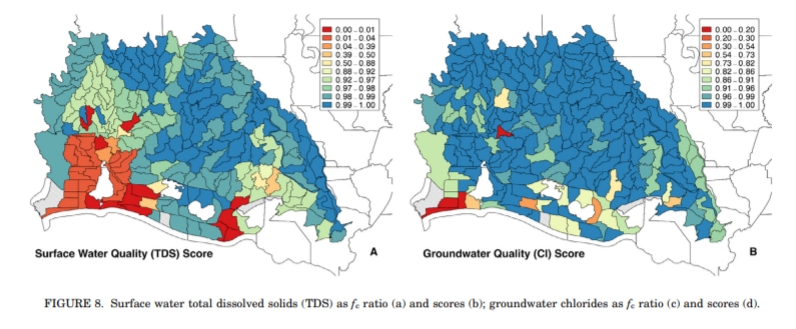 0.00 - 0.01
0.01 - 0.04
0.04 - 0.39
0.39 - 0.50
0.50 - 0.88
0.88 - 0.92
0.92 - 0.97
0.97 - 0.98
0.98 - 0.99
0.99 - 1.00
Surface Water Quality (TDS) Score
A
0.00 - 0.20
0.20 - 0.30
0.30 - 0.54
0.54 - 0.73
0.73 - 0.82
0.82 - 0.86
0.86 - 0.91
0.91 - 0.96
0.96 - 0.99
0.99 - 1.00
Groundwater Quality (Cl) Score
B
FIGURE 8. Surface water total dissolved solids (TDS) as fc ratio (a) and scores (b); groundwater chlorides as fc ratio (c) and scores (d).